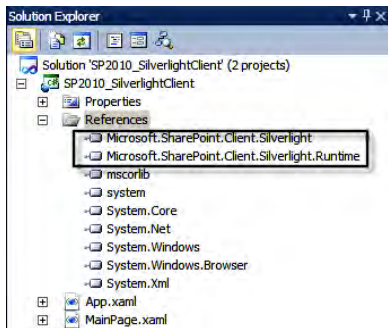 Solution Explorer
Solution 'SP2010_SilverlightClient' (2 projects)
SP2010_SilverlightClient
Properties
References
Microsoft.SharePoint.Client.Silverlight
Microsoft.SharePoint.Client.Silverlight.Runtime
mscorlib
system
System.Core
System.Net
System.Windows
System.Windows.Browser
System.Xml
App.xaml
MainPage.xaml